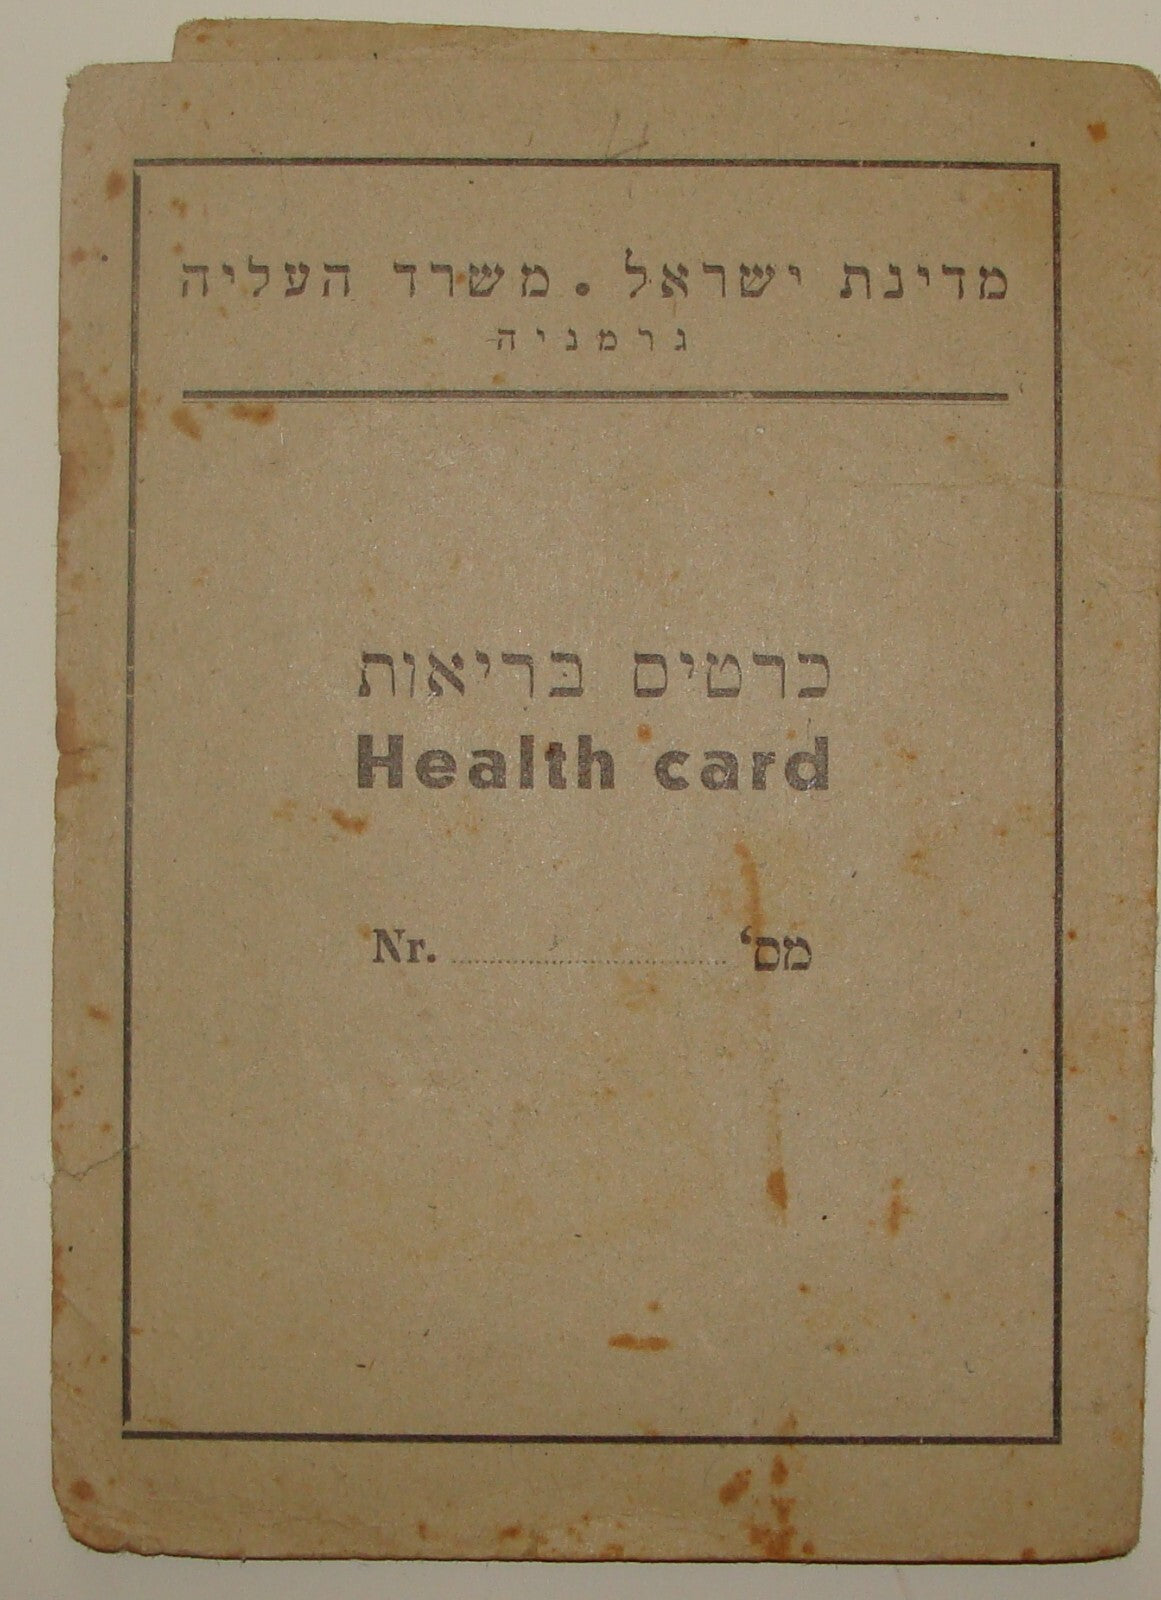 מדינת ישראל . משרד העליה
גרמניה
כרטיס בריאות
Health card
Nr. .................... מס'